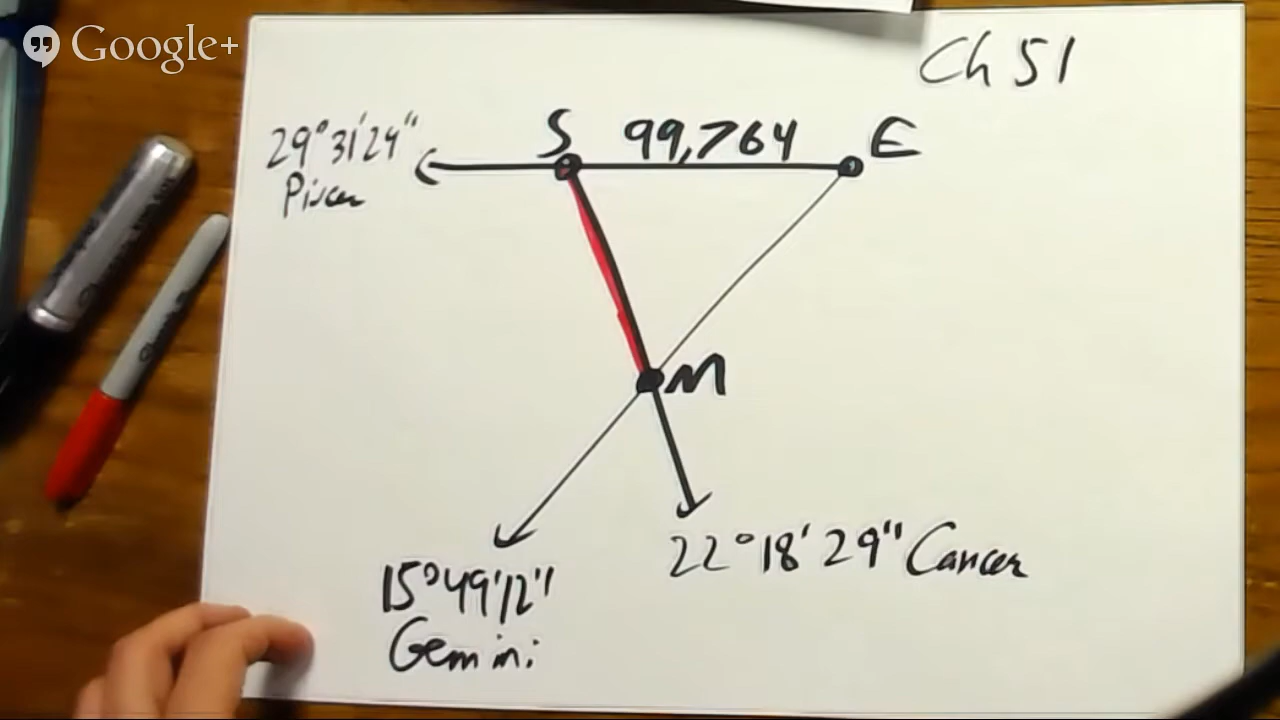 Google+
Ch 51
S 99,764 E
29°31'24"
Pisces
M
22°18'29" Cancer
15°49'12"
Gemini